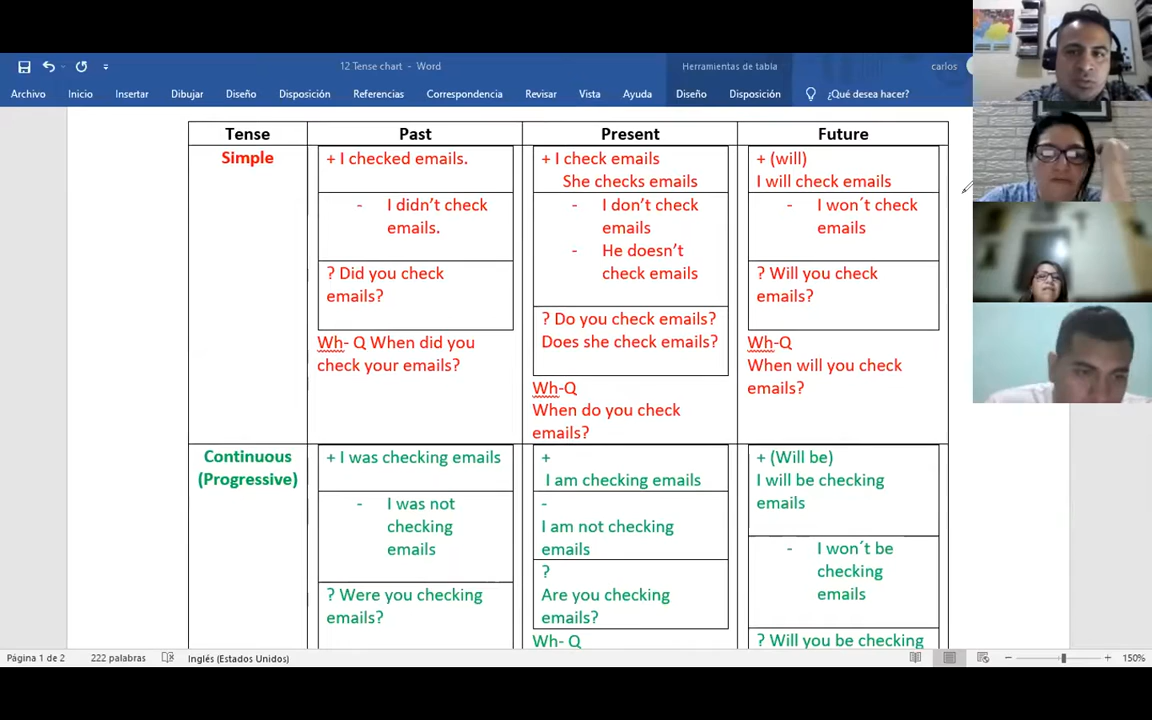 12 Tense chart - Word
Herramientas de tabla
carlos
Archivo Inicio Insertar Dibujar Diseño Disposición Referencias Correspondencia Revisar Vista Ayuda Diseño Disposición ¿Qué desea hacer?
Tense Past Present Future
Simple
+ I checked emails.
- I didn't check
emails.
? Did you check
emails?
Wh- Q When did you
check your emails?
+ I check emails
She checks emails
- I don't check
emails
- He doesn't
check emails
? Do you check emails?
Does she check emails?
Wh-Q
When do you check
emails?
+ (will)
I will check emails
- I won´t check
emails
? Will you check
emails?
Wh-Q
When will you check
emails?
Continuous
(Progressive)
+ I was checking emails
- I was not
checking
emails
? Were you checking
emails?
+
I am checking emails
-
I am not checking
emails
?
Are you checking
emails?
Wh- Q
+ (Will be)
I will be checking
emails
- I won´t be
checking
emails
? Will you be checking
Página 1 de 2 222 palabras Inglés (Estados Unidos) 150%